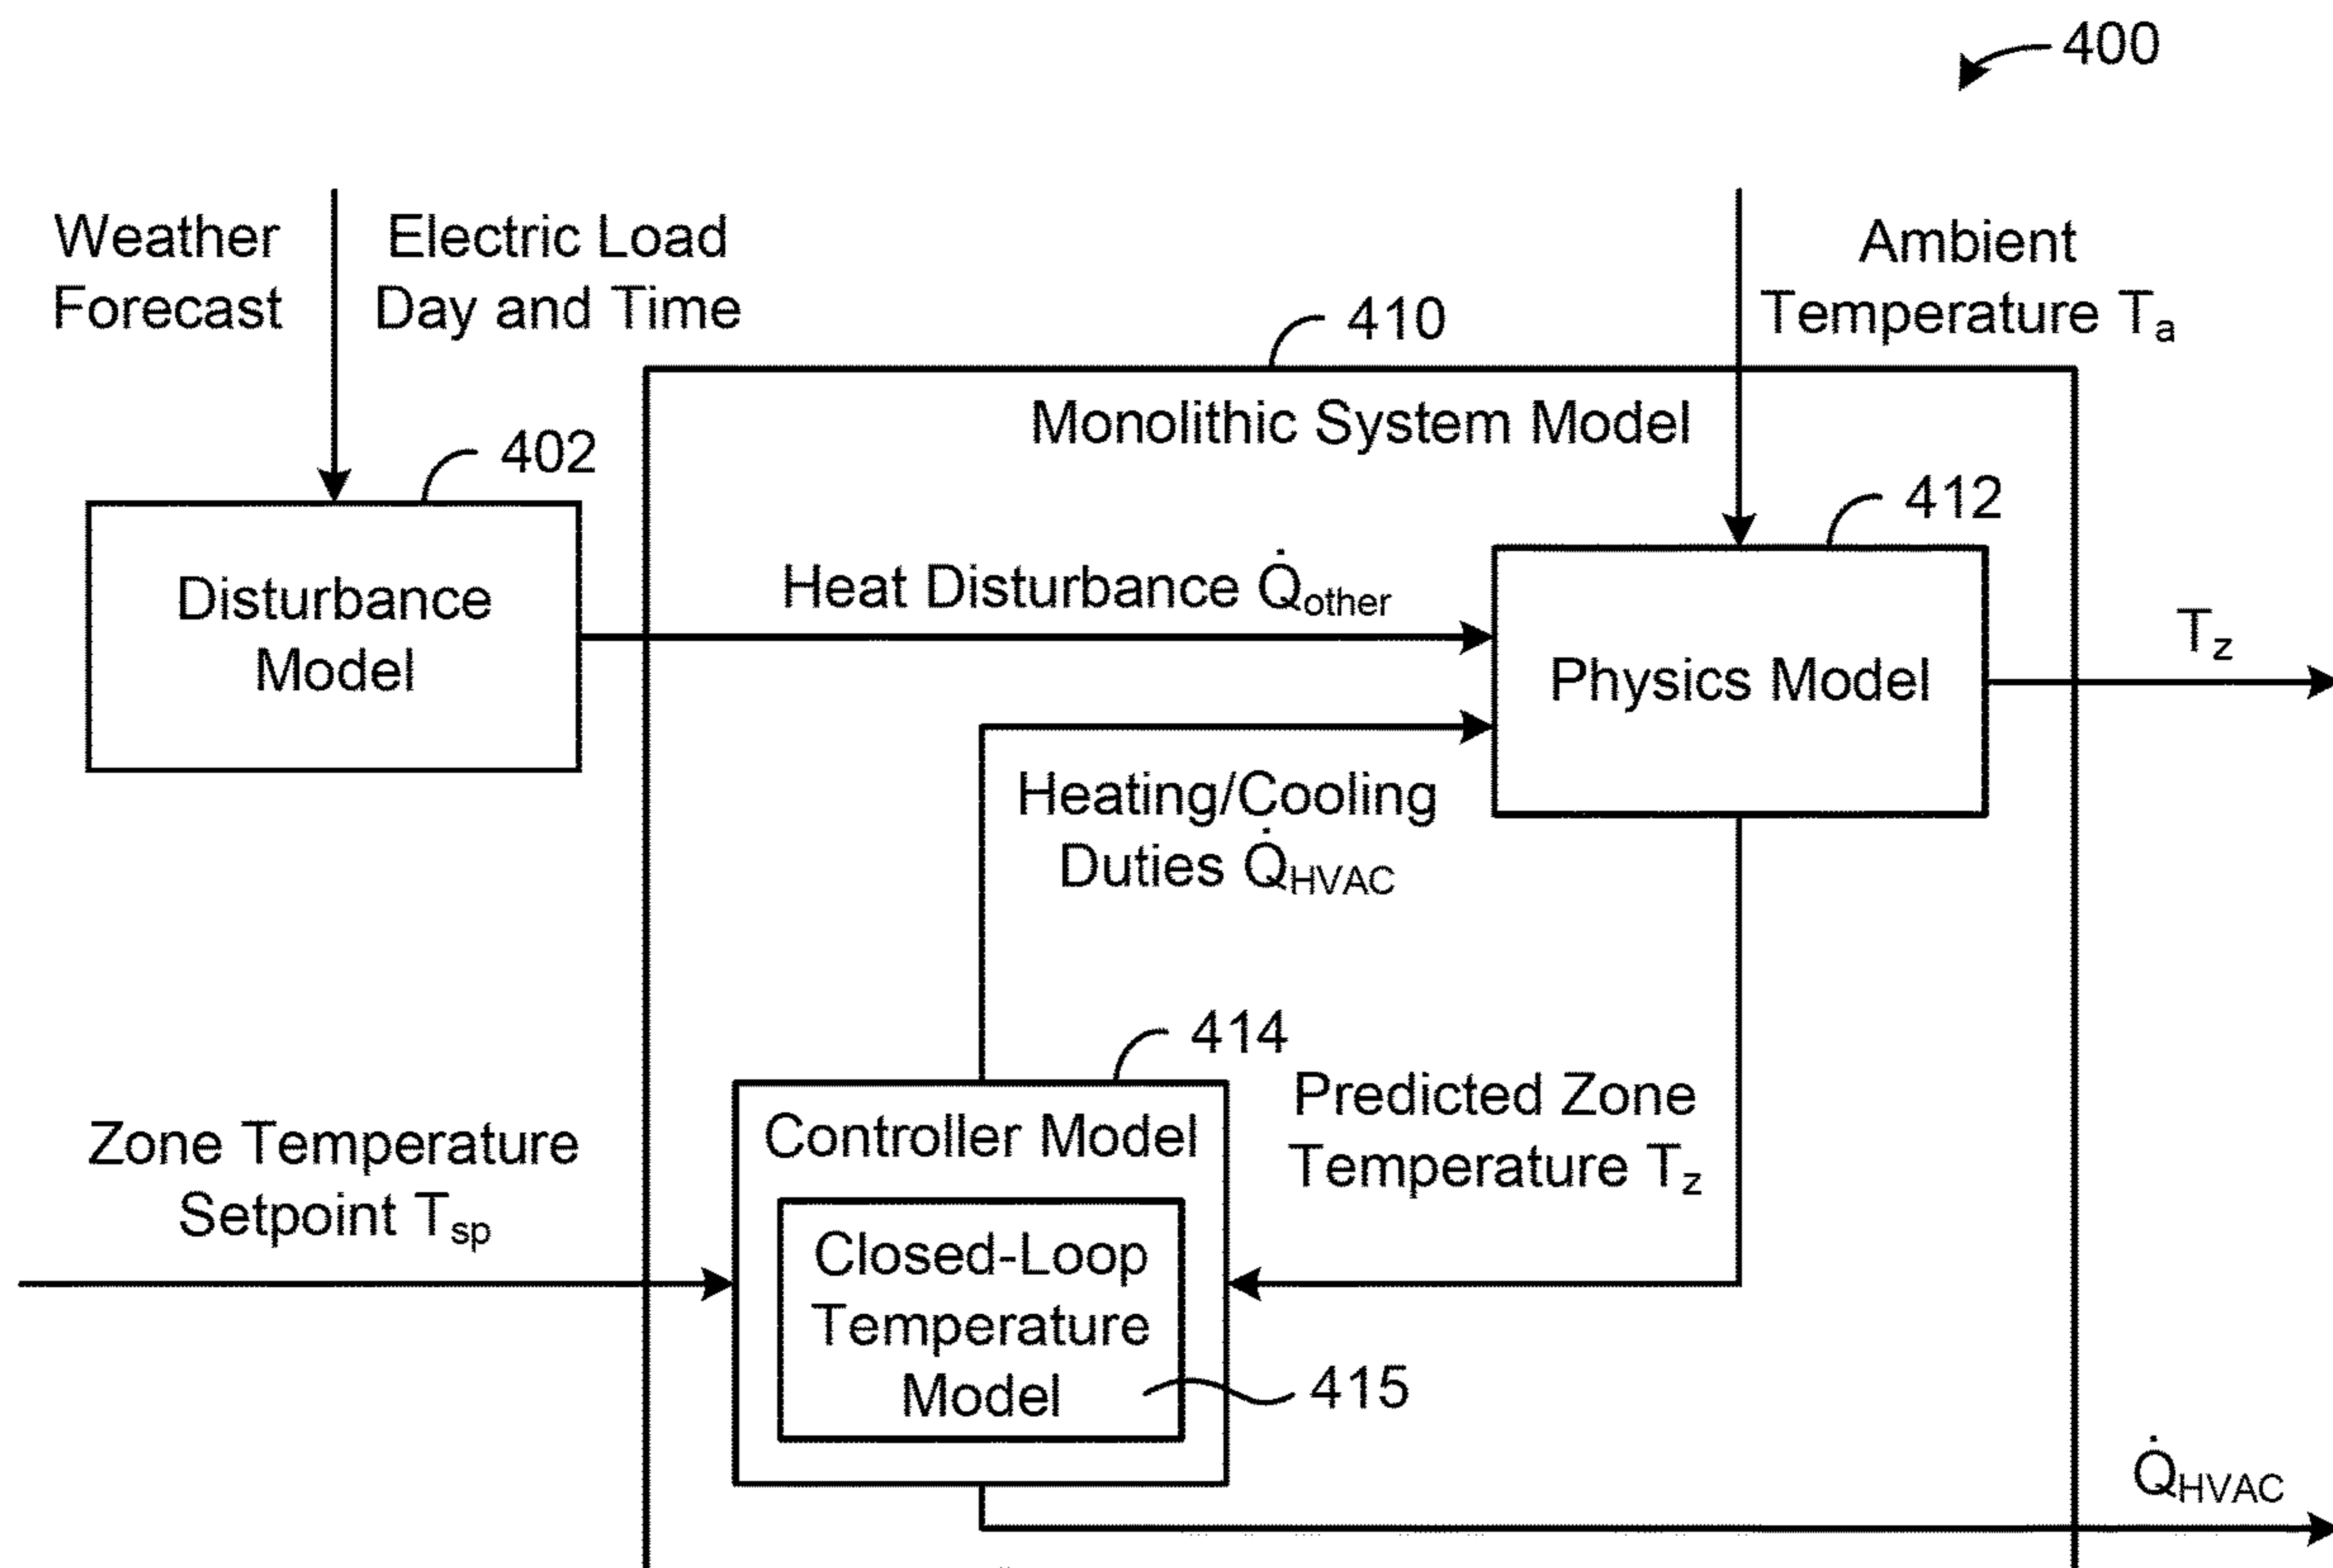 400
Weather
Forecast
Electric Load
Day and Time
Ambient
Temperature Tₐ
410
Monolithic System Model
402
412
Disturbance
Model
Heat Disturbance Q̇other
Physics Model
Tz
Heating/Cooling
Duties Q̇HVAC
414
Controller Model
Predicted Zone
Temperature Tz
Zone Temperature
Setpoint Tsp
Closed-Loop
Temperature
Model
415
Q̇HVAC